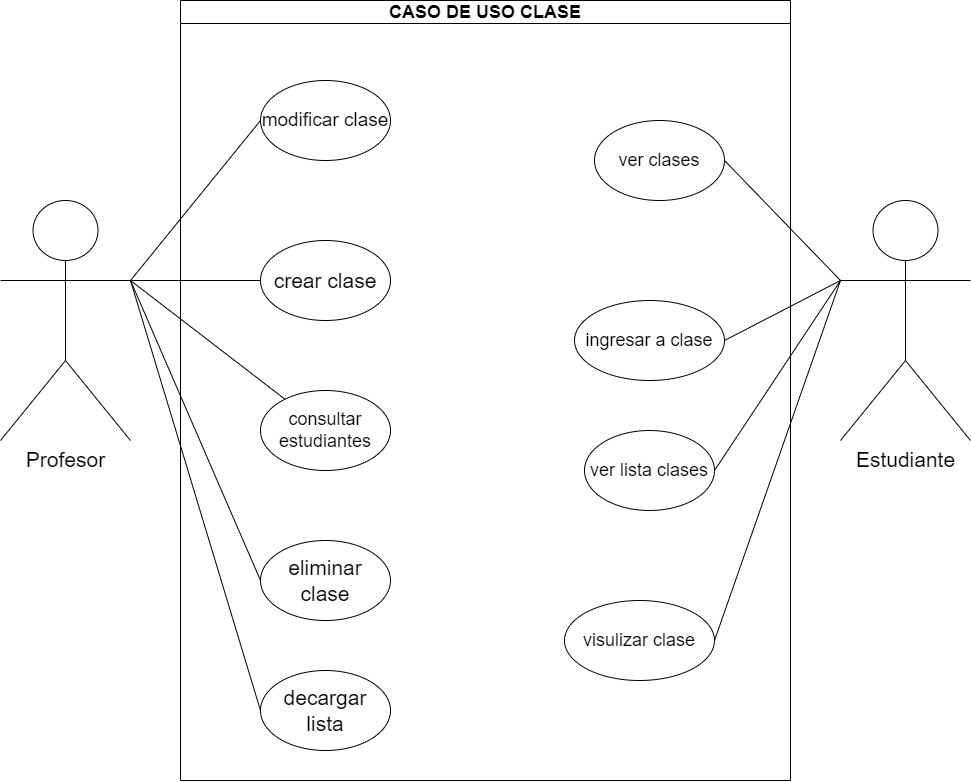 CASO DE USO CLASE
modificar clase
ver clases
crear clase
ingresar a clase
consultar
estudiantes
Profesor
Estudiante
ver lista clases
eliminar
clase
visulizar clase
decargar
lista